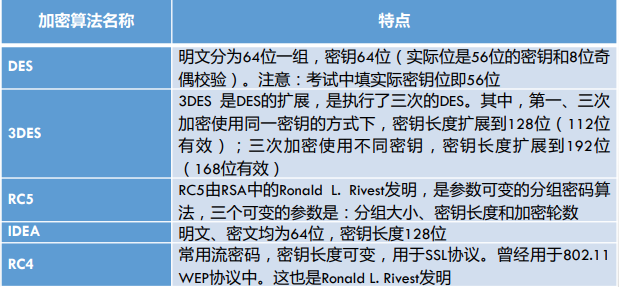 加密算法名称 特点
DES
明文分为64位一组，密钥64位（实际位是56位的密钥和8位奇
偶校验）。注意：考试中填实际密钥位即56位
3DES
3DES 是DES的扩展，是执行了三次的DES。其中，第一、三次
加密使用同一密钥的方式下，密钥长度扩展到128位（112位
有效）；三次加密使用不同密钥，密钥长度扩展到192位
（168位有效）
RC5
RC5由RSA中的Ronald L. Rivest发明，是参数可变的分组密码算
法，三个可变的参数是：分组大小、密钥长度和加密轮数
IDEA 明文、密文均为64位，密钥长度128位
RC4
常用流密码，密钥长度可变，用于SSL协议。曾经用于802.11
WEP协议中。这也是Ronald L. Rivest发明